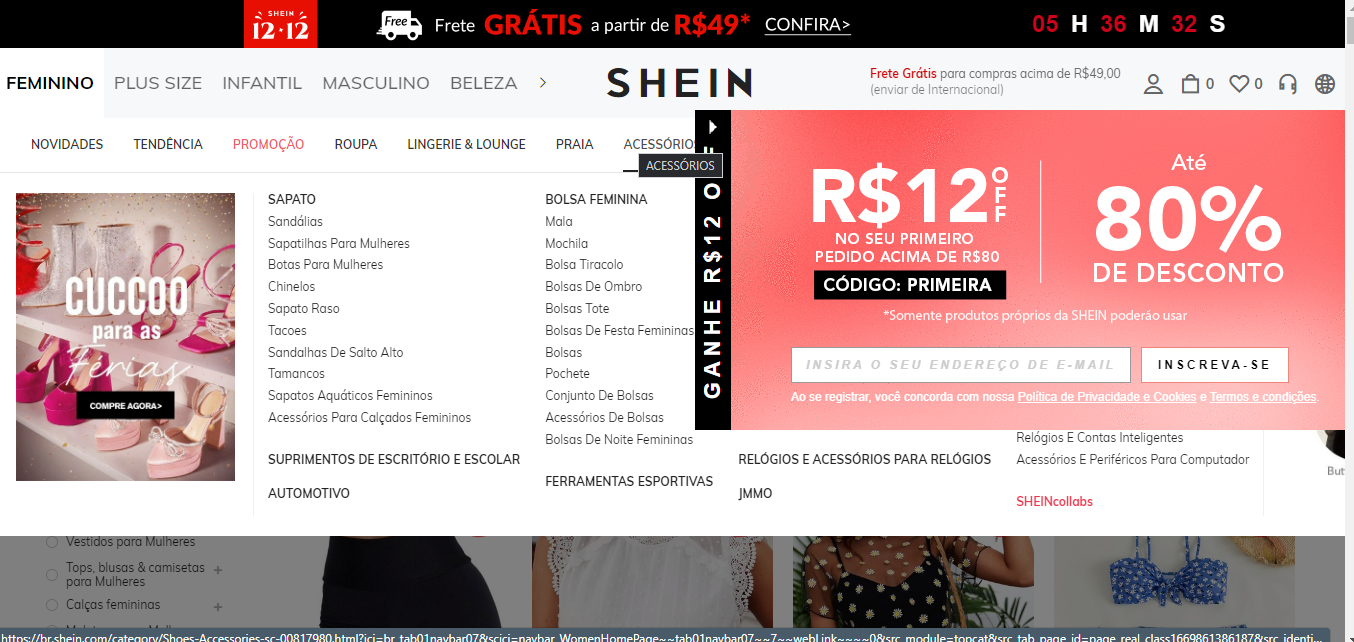 SHEIN
12•12
Free
Frete GRÁTIS a partir de R$49* CONFIRA>
05 H 36 M 32 S
FEMININO PLUS SIZE INFANTIL MASCULINO BELEZA >
SHEIN
Frete Grátis para compras acima de R$49,00
(enviar de Internacional)
0 0
NOVIDADES TENDÊNCIA PROMOÇÃO ROUPA LINGERIE & LOUNGE PRAIA ACESSÓRIOS
ACESSÓRIOS
CUCCOO
para as
Férias
COMPRE AGORA>
SAPATO
Sandálias
Sapatilhas Para Mulheres
Botas Para Mulheres
Chinelos
Sapato Raso
Tacoes
Sandalhas De Salto Alto
Tamancos
Sapatos Aquáticos Femininos
Acessórios Para Calçados Femininos
SUPRIMENTOS DE ESCRITÓRIO E ESCOLAR
AUTOMOTIVO
BOLSA FEMININA
Mala
Mochila
Bolsa Tiracolo
Bolsas De Ombro
Bolsas Tote
Bolsas De Festa Femininas
Bolsas
Pochete
Conjunto De Bolsas
Acessórios De Bolsas
Bolsas De Noite Femininas
FERRAMENTAS ESPORTIVAS
GANHE R$12 OFF
R$12 OFF
NO SEU PRIMEIRO
PEDIDO ACIMA DE R$80
CÓDIGO: PRIMEIRA
Até
80%
DE DESCONTO
*Somente produtos próprios da SHEIN poderáo usar
INSIRA O SEU ENDEREÇO DE E-MAIL
INSCREVA-SE
Ao se registrar, você concorda com nossa Política de Privacidade e Cookies e Termos e condições.
RELÓGIOS E ACESSÓRIOS PARA RELÓGIOS
JMMO
Relógios E Contas Inteligentes
Acessórios E Periféricos Para Computador
SHEINcollabs
But
Vestidos para Mulheres
Tops, blusas & camisetas +
para Mulheres
Calças femininas +
https://br.shein.com/category/Shoes-Accessories-sc-00817980.html?ici=br_tab01navbar07&scici=navbar_WomenHomePage~~tab01navbar07~~7~~webLink~~~~0&src_module=topcat&src_tab_page_id=page_real_class1669861386187&src_identi...